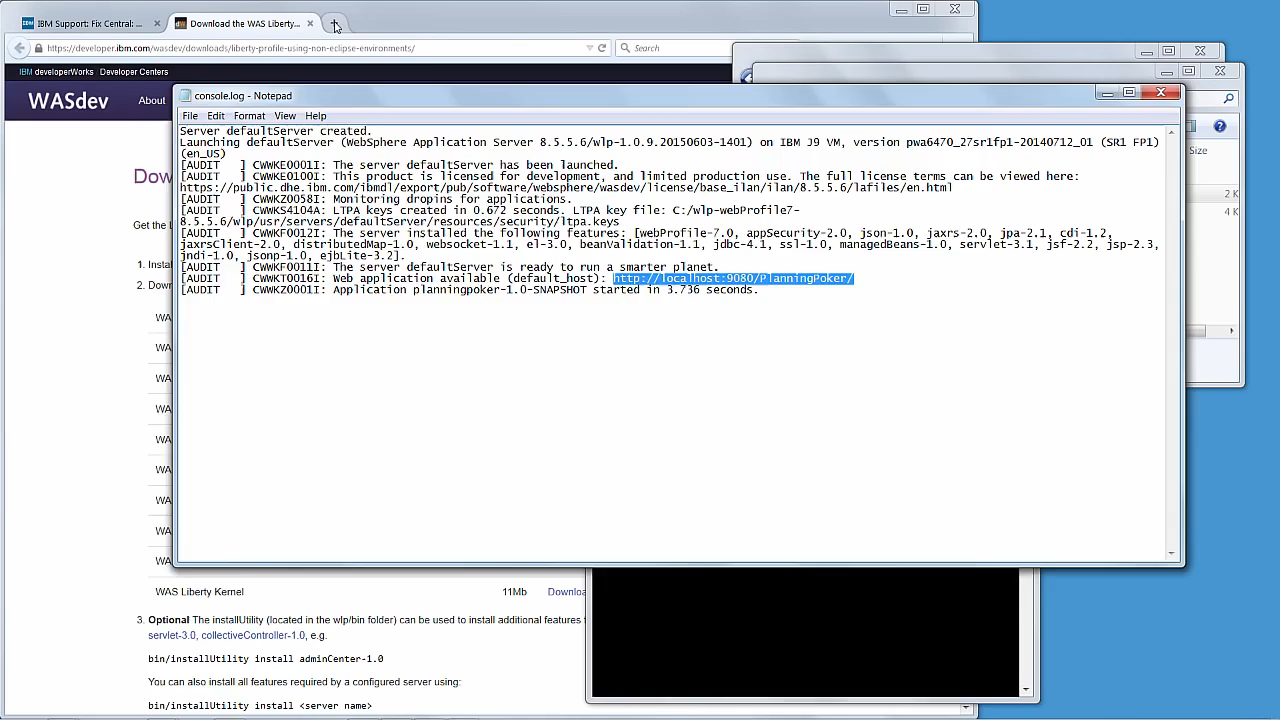 IBM Support: Fix Central: ...
Download the WAS Liberty...
https://developer.ibm.com/wasdev/downloads/liberty-profile-using-non-eclipse-environments/
Search
IBM developerWorks Developer Centers
WASdev
About
console.log - Notepad
File Edit Format View Help
Server defaultServer created.
Launching defaultServer (WebSphere Application Server 8.5.5.6/wlp-1.0.9.20150603-1401) on IBM J9 VM, version pwa6470_27sr1fp1-20140712_01 (SR1 FP1)
(en_US)
[AUDIT ] CWWKE0001I: The server defaultServer has been launched.
[AUDIT ] CWWKE0100I: This product is licensed for development, and limited production use. The full license terms can be viewed here:
https://public.dhe.ibm.com/ibmdl/export/pub/software/websphere/wasdev/license/base_ilan/ilan/8.5.5.6/lafiles/en.html
[AUDIT ] CWWKZ0058I: Monitoring dropins for applications.
[AUDIT ] CWWKS4104A: LTPA keys created in 0.672 seconds. LTPA key file: C:/wlp-webProfile7-
8.5.5.6/wlp/usr/servers/defaultServer/resources/security/ltpa.keys
[AUDIT ] CWWKF0012I: The server installed the following features: [webProfile-7.0, appSecurity-2.0, json-1.0, jaxrs-2.0, jpa-2.1, cdi-1.2,
jaxrsClient-2.0, distributedMap-1.0, websocket-1.1, el-3.0, beanValidation-1.1, jdbc-4.1, ssl-1.0, managedBeans-1.0, servlet-3.1, jsf-2.2, jsp-2.3,
jndi-1.0, jsonp-1.0, ejbLite-3.2].
[AUDIT ] CWWKF0011I: The server defaultServer is ready to run a smarter planet.
[AUDIT ] CWWKT0016I: Web application available (default_host): http://localhost:9080/PlanningPoker/
[AUDIT ] CWWKZ0001I: Application planningpoker-1.0-SNAPSHOT started in 3.736 seconds.
Size
2 K
4 K
Dow
Get the L
1. Instal
2. Down
WAS
WAS
WAS
WAS
WAS
WAS
WAS
WAS
WAS
WAS Liberty Kernel 11Mb Downloa
3. Optional The installUtility (located in the wlp/bin folder) can be used to install additional features
servlet-3.0, collectiveController-1.0, e.g.
bin/installUtility install adminCenter-1.0
You can also install all features required by a configured server using:
bin/installUtility install <server name>